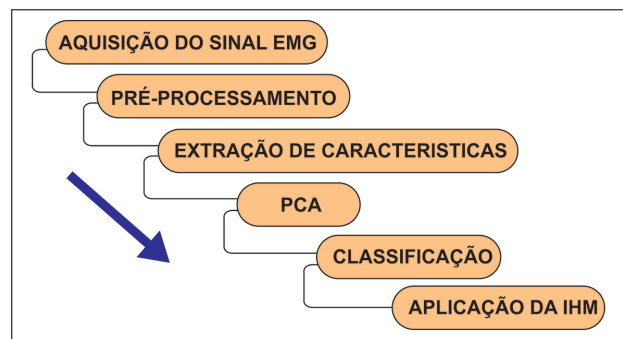 AQUISIÇÃO DO SINAL EMG
PRÉ-PROCESSAMENTO
EXTRAÇÃO DE CARACTERISTICAS
PCA
CLASSIFICAÇÃO
APLICAÇÃO DA IHM